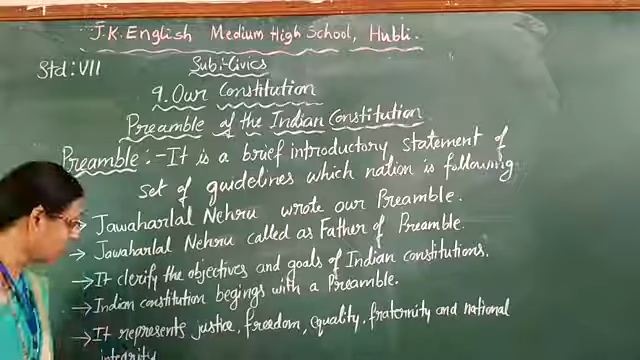 J.K. English Medium High School, Hubli.
Std: VII
Sub:- Civics
9. Our Constitution
Preamble of the Indian Constitution
Preamble :- It is a brief introductory statement of
set of guidelines which nation is following.
→ Jawaharlal Nehru wrote our Preamble.
→ Jawaharlal Nehru called as Father of Preamble.
→ It clerify the objectives and goals of Indian constitutions.
→ Indian constitution begings with a Preamble.
→ It represents justice, freedom, equality, fraternity and national
integrity